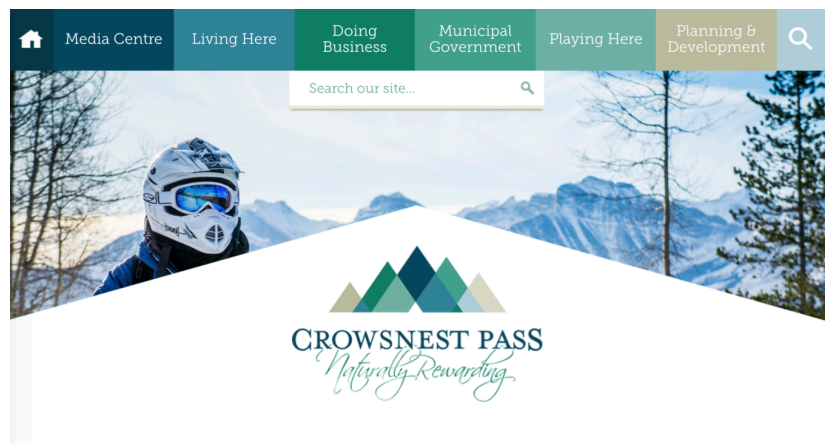 Media Centre
Living Here
Doing
Business
Municipal
Government
Playing Here
Planning &
Development
Search our site...
CROWSNEST PASS
Naturally Rewarding